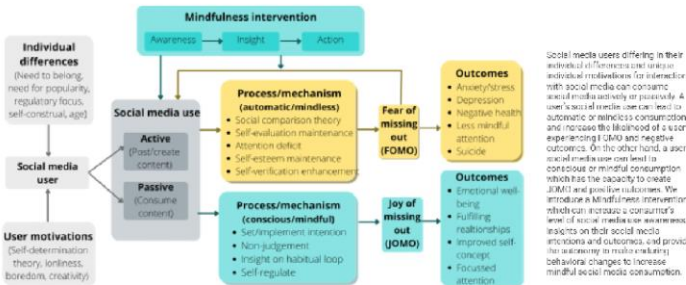 Mindfulness intervention
Awareness
Insight
Action
Individual
differences
(Need to belong,
need for popularity,
regulatory focus,
self-construal, age)
Social media
user
User motivations
(Self-determination
theory, lonliness,
boredom, creativity)
Social media use
Active
(Post/create
content)
Passive
(Consume
content)
Process/mechanism
(automatic/mindless)
• Social comparison theory
• Self-evaluation maintenance
• Attention deficit
• Self-esteem maintenance
• Self-verification enhancement
Fear of
missing
out
(FOMO)
Outcomes
• Anxiety/stress
• Depression
• Negative health
• Less mindful
attention
• Suicide
Process/mechanism
(conscious/mindful)
• Set/implement intention
• Non-judgement
• Insight on habitual loop
• Self-regulate
Joy of
missing
out
(JOMO)
Outcomes
• Emotional well-
being
• Fulfiling
realtionships
• Improved self-
concept
• Focussed
attention
Social media users differing in their
individual differences and unique
individual motivations for interaction
with social media can consume
social media actively or passively. A
user's social media use can lead to
automatic or mindless consumption
and increase the likelihood of a user
experiencing FOMO and negative
outcomes. On the other hand, a user
social media use can lead to
conscious or mindful consumption
which has the capacity to create
JOMO and positive outcomes. We
introduce a Mindfulness intervention
which can increase a consumer's
level of social media use awareness,
insights on their social media
intentions and outcomes, and provide
the autonomy to make enduring
behavioral changes to increase
mindful social media consumption.